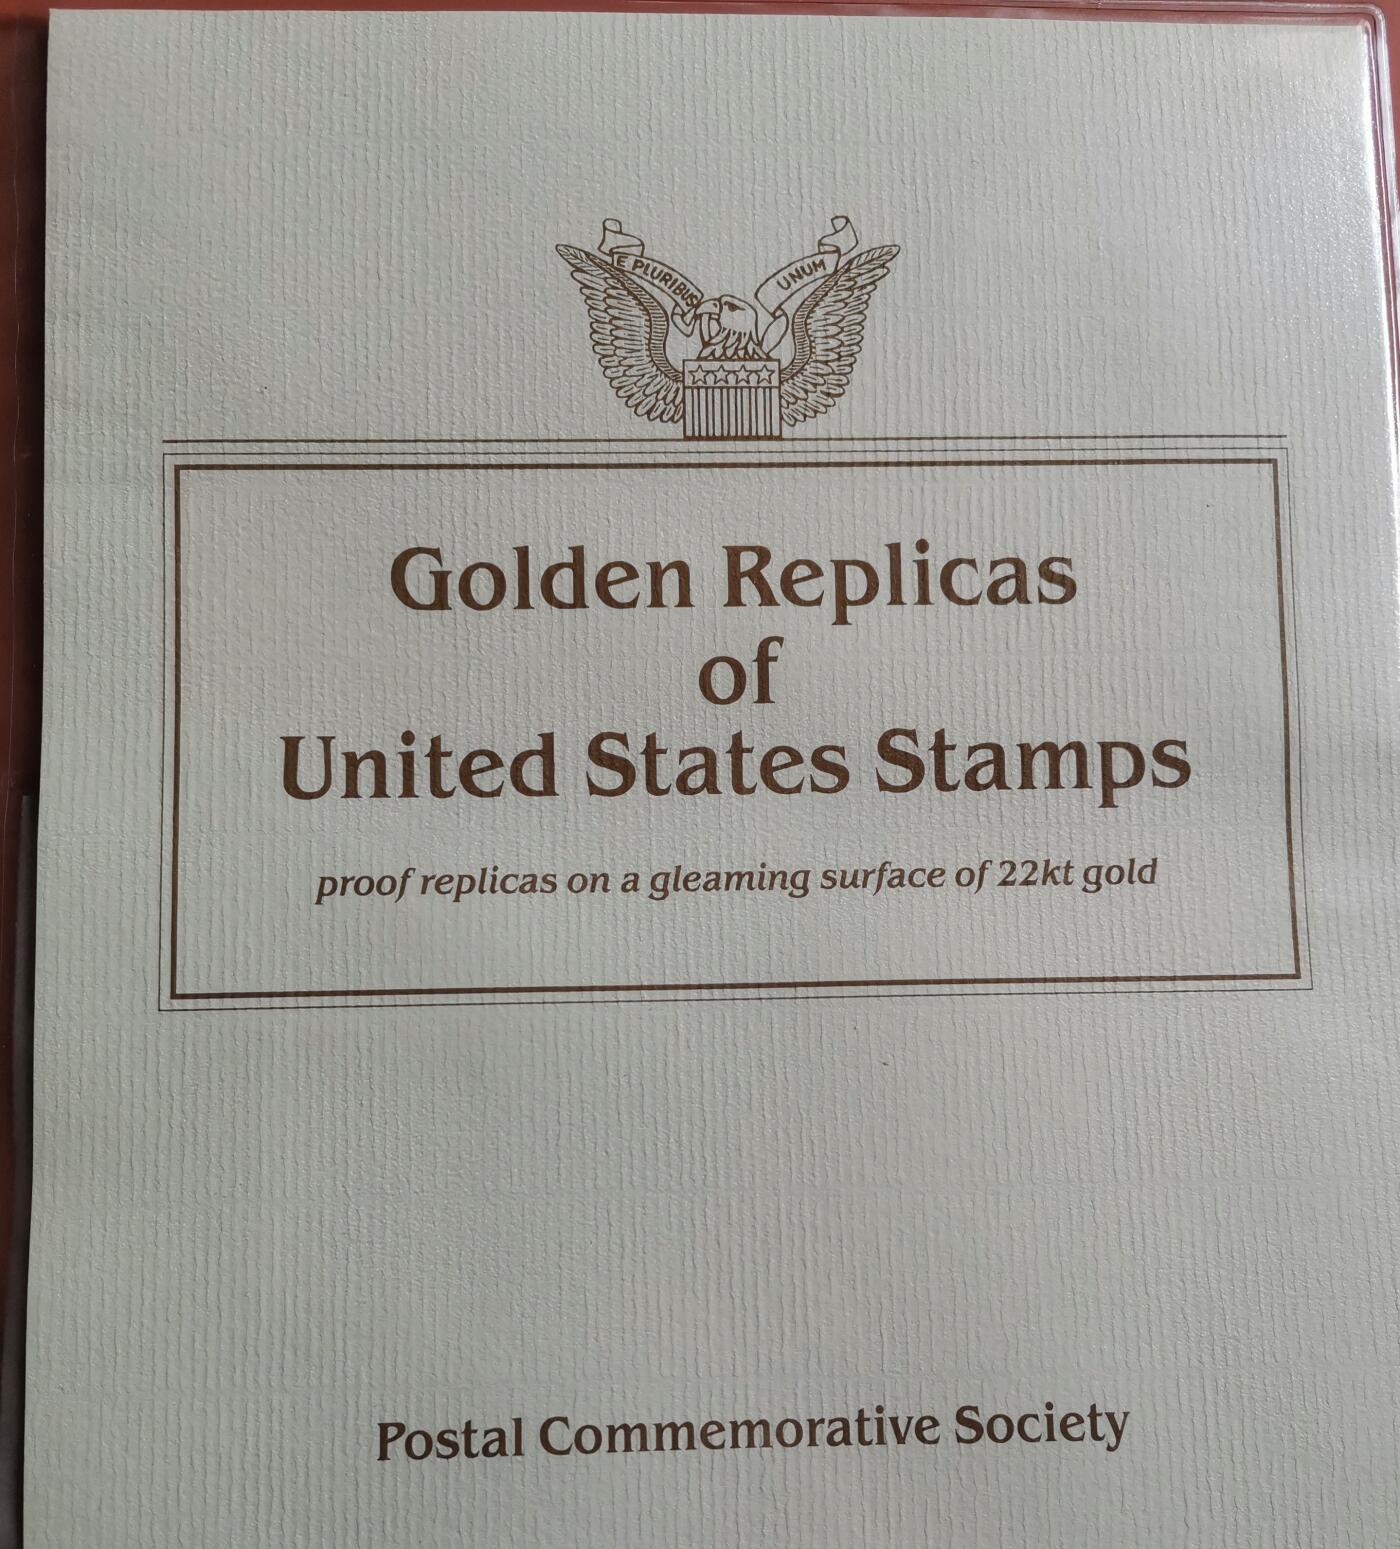 E PLURIBUS UNUM
Golden Replicas
of
United States Stamps
proof replicas on a gleaming surface of 22kt gold
Postal Commemorative Society